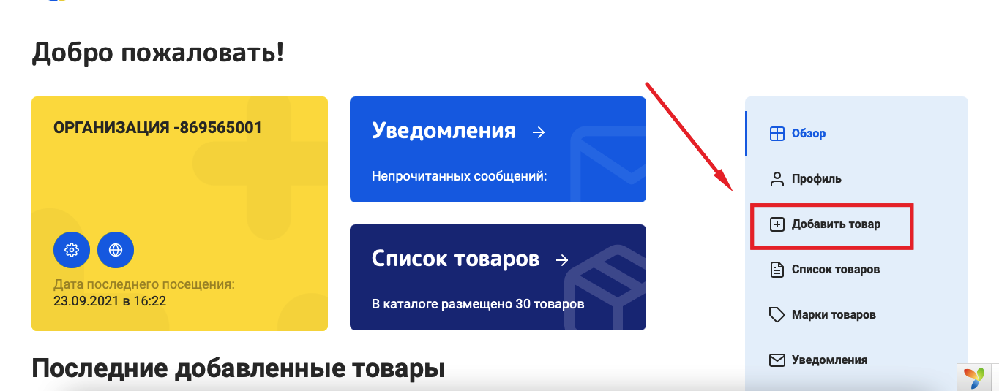 Добро пожаловать!
ОРГАНИЗАЦИЯ -869565001
Дата последнего посещения:
23.09.2021 в 16:22
Уведомления
Непрочитанных сообщений:
Список товаров
В каталоге размещено 30 товаров
Обзор
Профиль
Добавить товар
Список товаров
Марки товаров
Уведомления
Последние добавленные товары